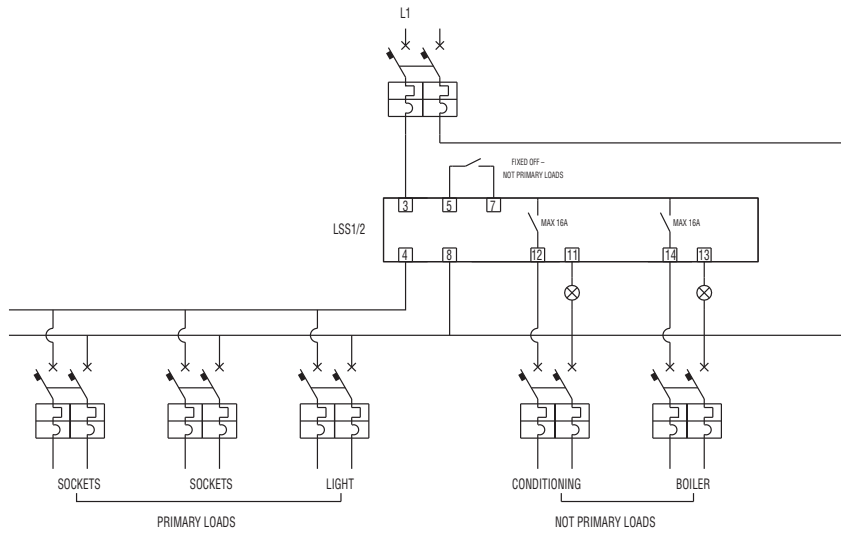 L1
FIXED OFF –
NOT PRIMARY LOADS
3
5
7
LSS1/2
MAX 16A
MAX 16A
4
8
12
11
14
13
SOCKETS
SOCKETS
LIGHT
CONDITIONING
BOILER
PRIMARY LOADS
NOT PRIMARY LOADS